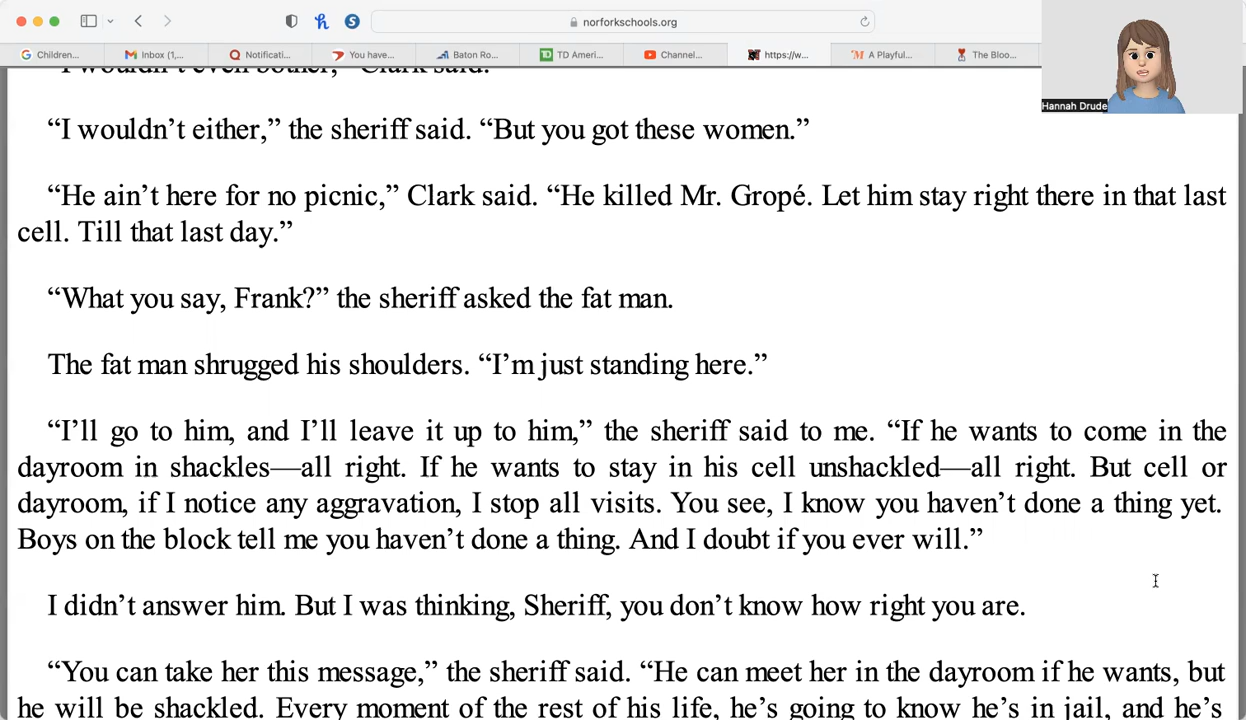 norforkschools.org
Children...
Inbox (1,...
Notificati...
You have...
Baton Ro...
TD Ameri...
Channel...
https://w...
A Playful...
The Bloo...
Hannah Drude
“I wouldn’t even bother,” Clark said.
“I wouldn’t either,” the sheriff said. “But you got these women.”
“He ain’t here for no picnic,” Clark said. “He killed Mr. Gropé. Let him stay right there in that last
cell. Till that last day.”
“What you say, Frank?” the sheriff asked the fat man.
The fat man shrugged his shoulders. “I’m just standing here.”
“I’ll go to him, and I’ll leave it up to him,” the sheriff said to me. “If he wants to come in the
dayroom in shackles—all right. If he wants to stay in his cell unshackled—all right. But cell or
dayroom, if I notice any aggravation, I stop all visits. You see, I know you haven’t done a thing yet.
Boys on the block tell me you haven’t done a thing. And I doubt if you ever will.”
I didn’t answer him. But I was thinking, Sheriff, you don’t know how right you are.
“You can take her this message,” the sheriff said. “He can meet her in the dayroom if he wants, but
he will be shackled. Every moment of the rest of his life, he’s going to know he’s in jail, and he’s